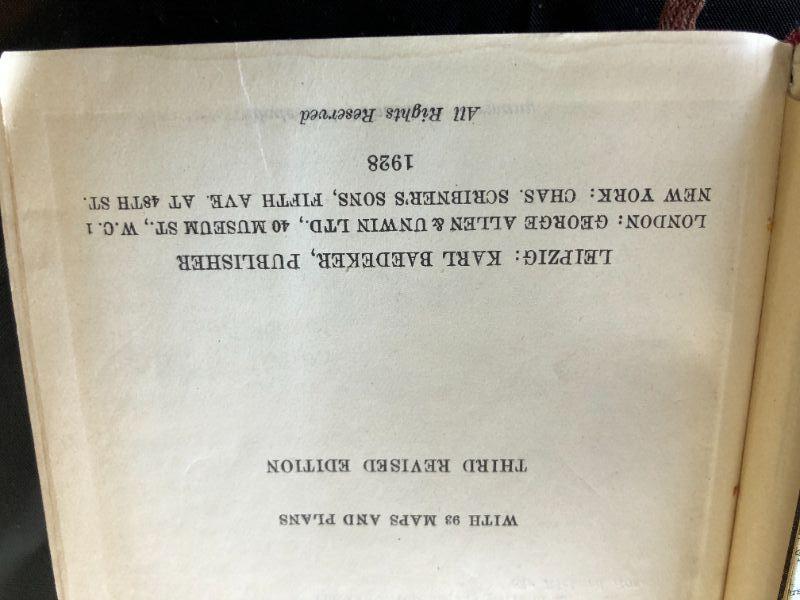 WITH 93 MAPS AND PLANS
THIRD REVISED EDITION
LEIPZIG: KARL BAEDEKER, PUBLISHER
LONDON: GEORGE ALLEN & UNWIN LTD., 40 MUSEUM ST., W.C. 1
NEW YORK: CHAS. SCRIBNER'S SONS, FIFTH AVE. AT 48TH ST.
1928
All Rights Reserved